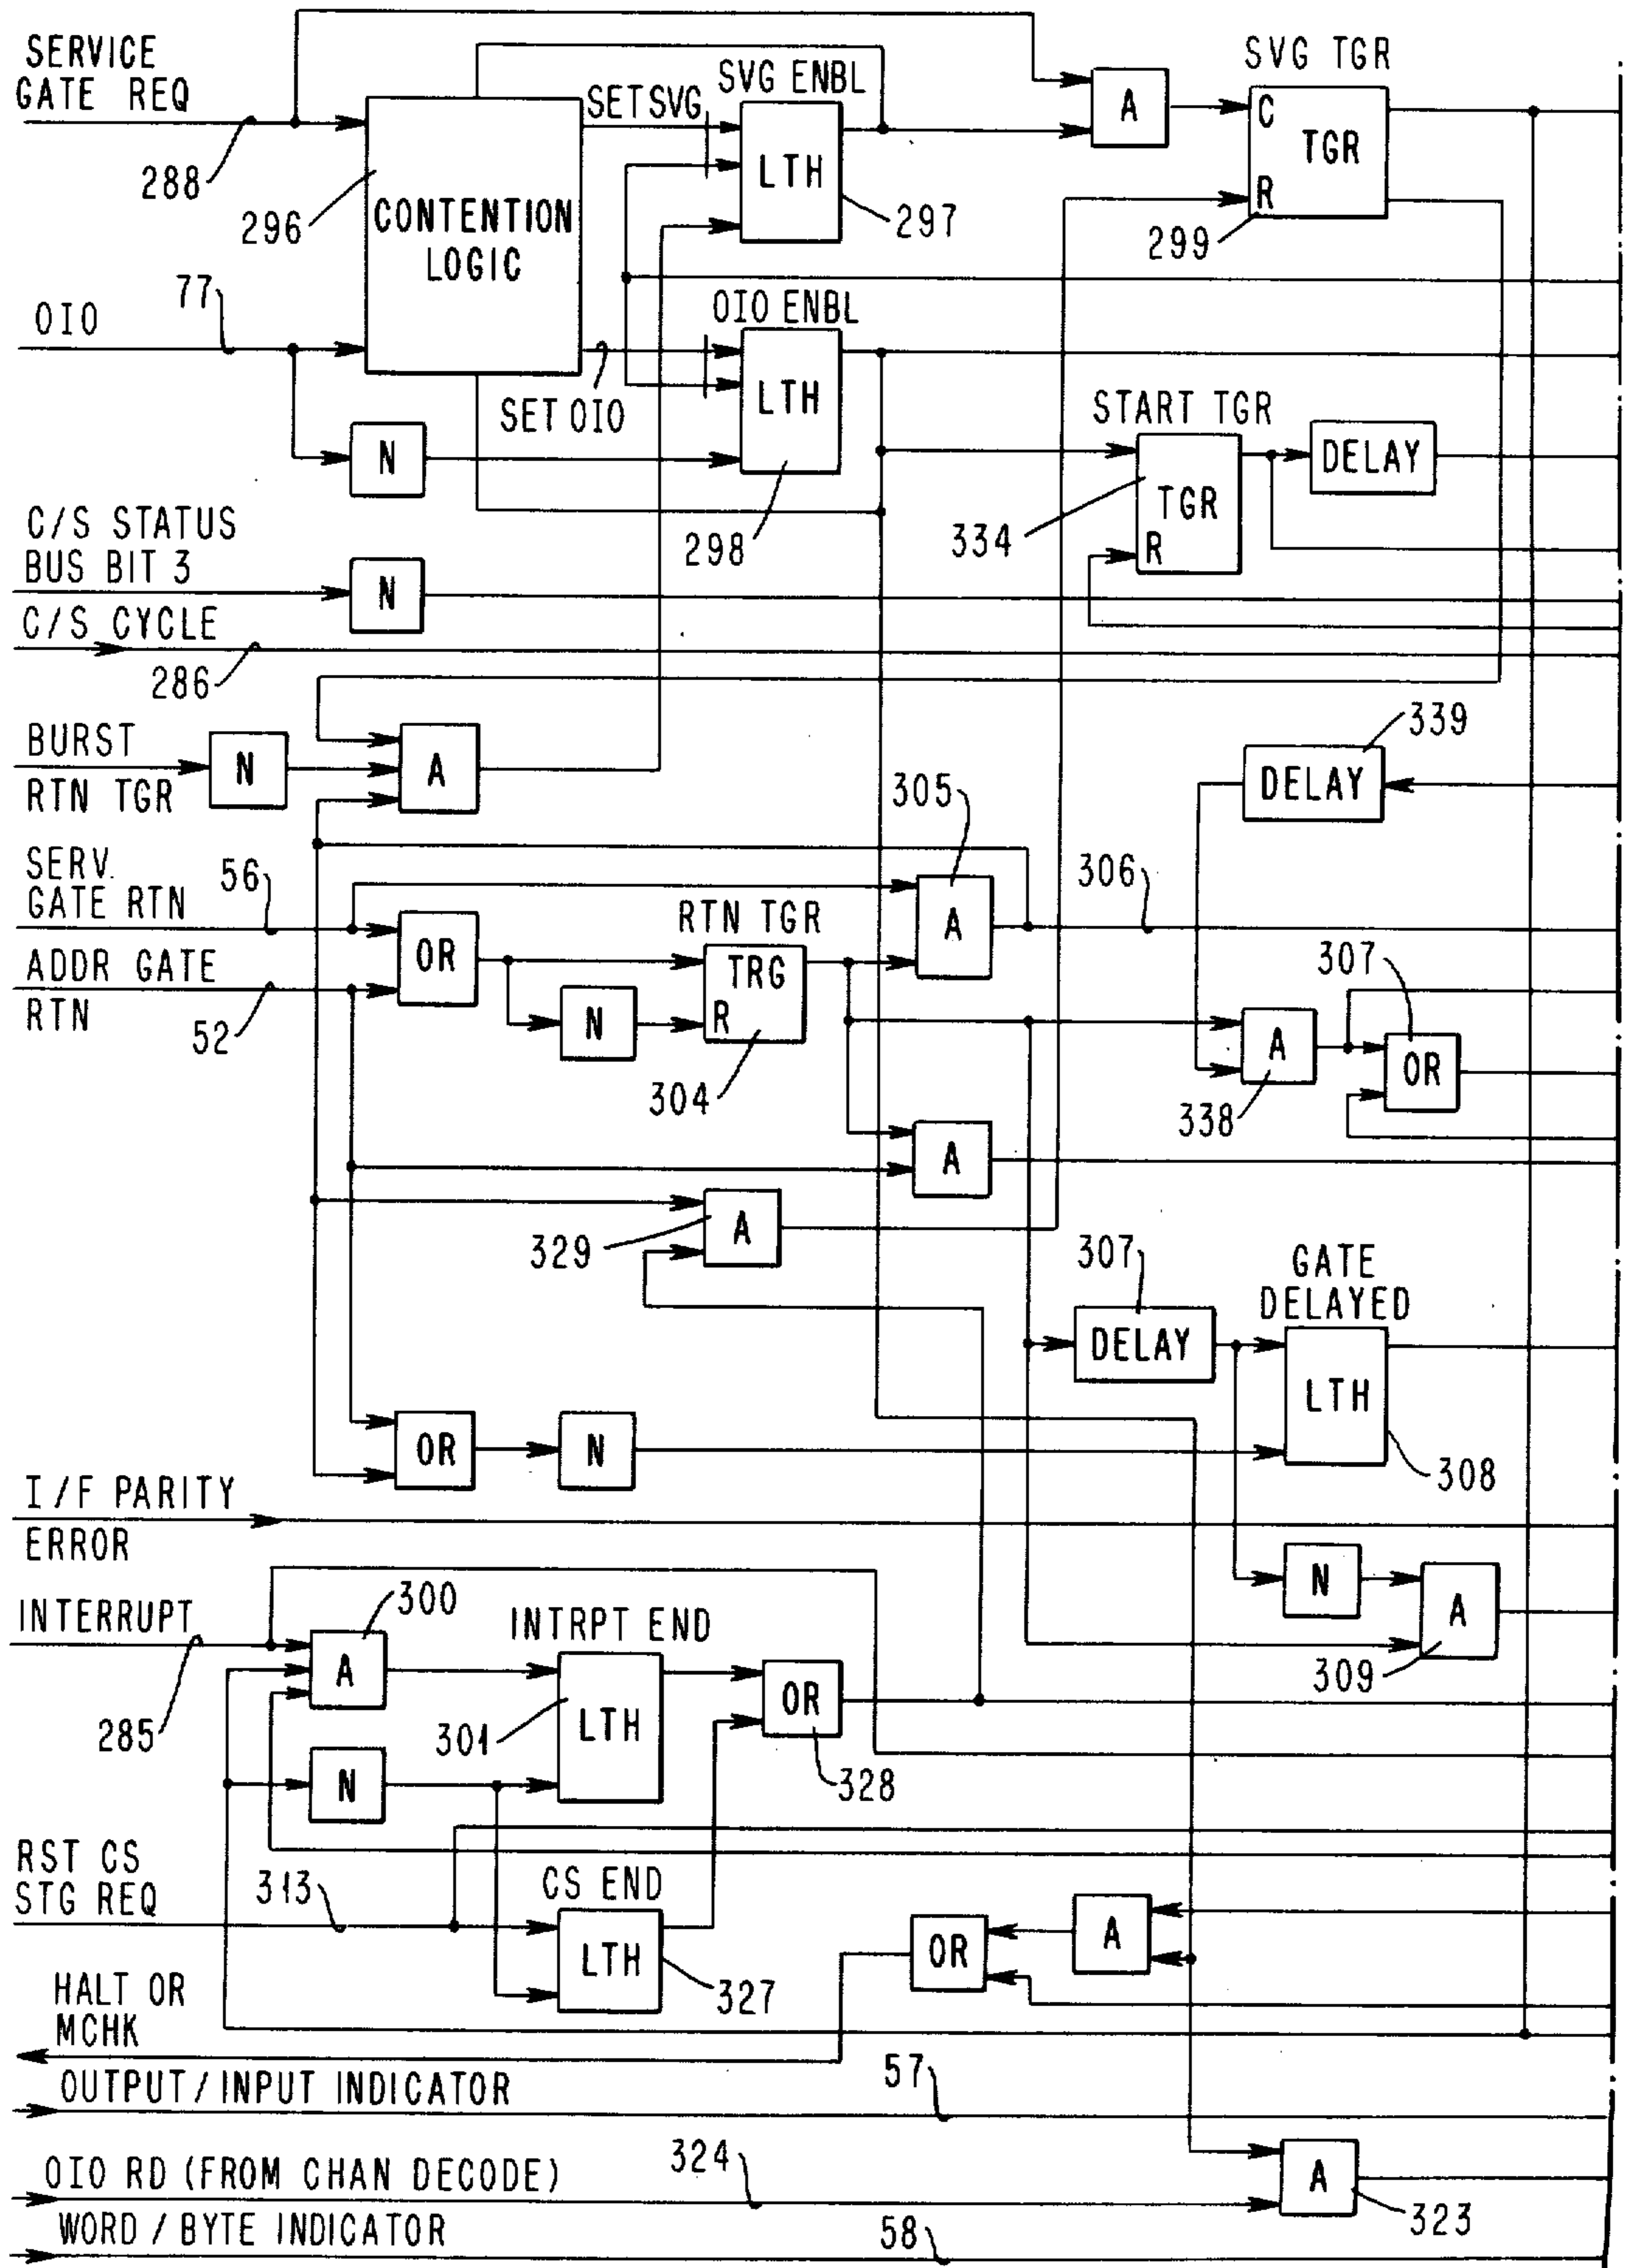 SERVICE
GATE REQ
288
296
CONTENTION
LOGIC
SET SVG
SVG ENBL
LTH
297
A
SVG TGR
C
TGR
R
299
77
OIO
SET OIO
OIO ENBL
LTH
298
N
START TGR
TGR
R
334
DELAY
C/S STATUS
BUS BIT 3
N
C/S CYCLE
286
BURST
RTN TGR
N
A
339
DELAY
305
SERV.
GATE RTN
56
ADDR GATE
RTN
52
OR
N
RTN TGR
TRG
R
304
A
306
307
A
338
OR
A
329
A
307
DELAY
GATE
DELAYED
LTH
308
OR
N
I/F PARITY
ERROR
N
A
309
INTERRUPT
285
300
A
INTRPT END
301
LTH
OR
328
N
RST CS
STG REQ
313
CS END
LTH
327
OR
A
HALT OR
MCHK
OUTPUT/INPUT INDICATOR
57
OIO RD (FROM CHAN DECODE)
324
A
323
WORD/BYTE INDICATOR
58